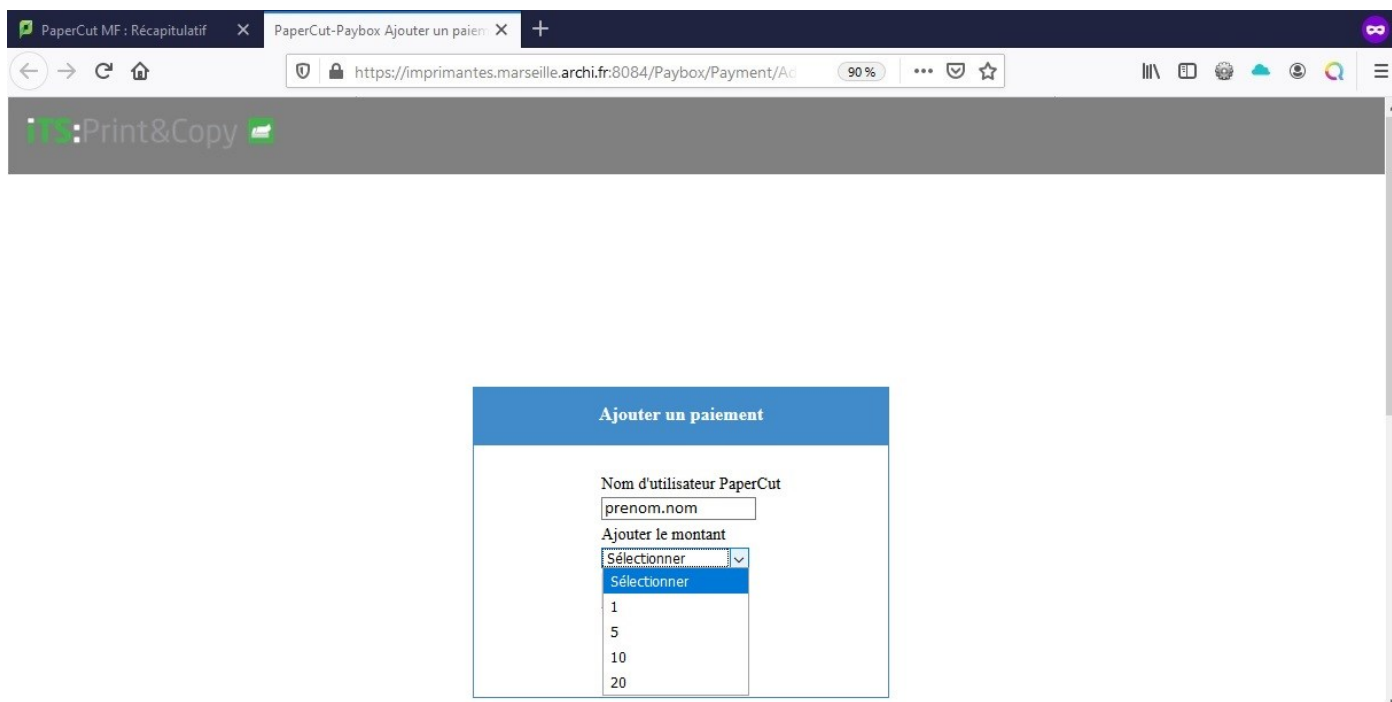 PaperCut MF : Récapitulatif
PaperCut-Paybox Ajouter un paiem
https://imprimantes.marseille.archi.fr:8084/Paybox/Payment/Ad
90 %
iTS:Print&Copy
Ajouter un paiement
Nom d'utilisateur PaperCut
prenom.nom
Ajouter le montant
Sélectionner
Sélectionner
1
5
10
20